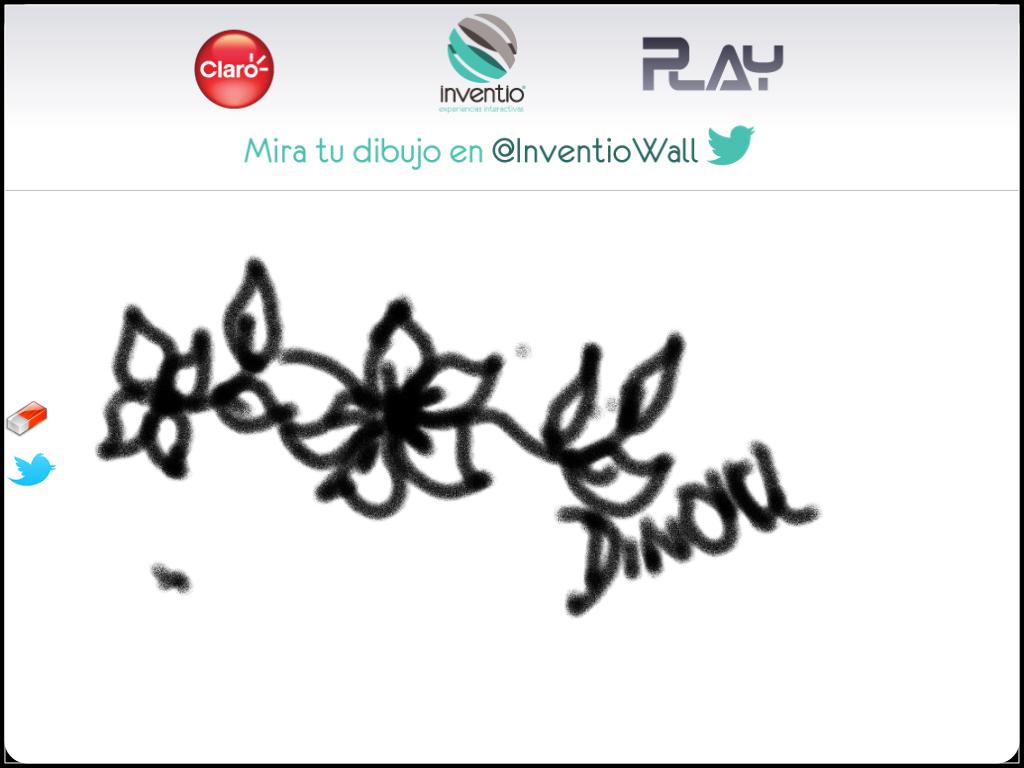 Claro-
inventio
experiencias interactivas
PLAY
Mira tu dibujo en @InventioWall